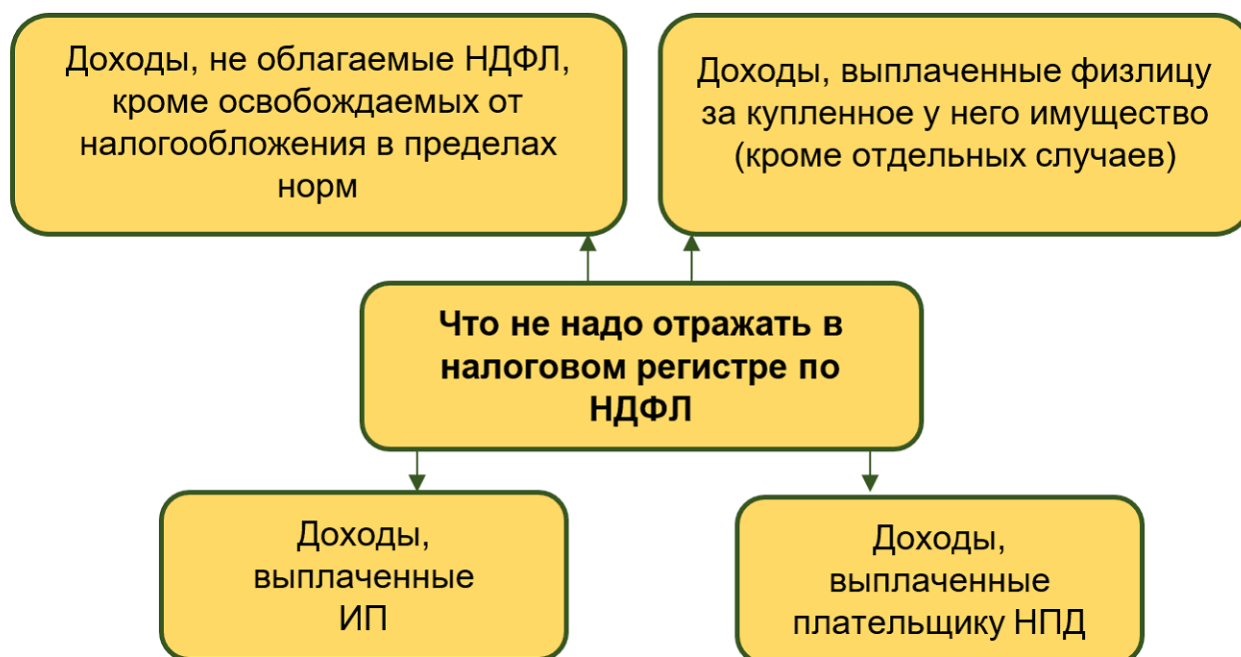 Доходы, не облагаемые НДФЛ,
кроме освобождаемых от
налогообложения в пределах
норм
Доходы, выплаченные физлицу
за купленное у него имущество
(кроме отдельных случаев)
Что не надо отражать в
налоговом регистре по
НДФЛ
Доходы,
выплаченные
ИП
Доходы,
выплаченные
плательщику НПД